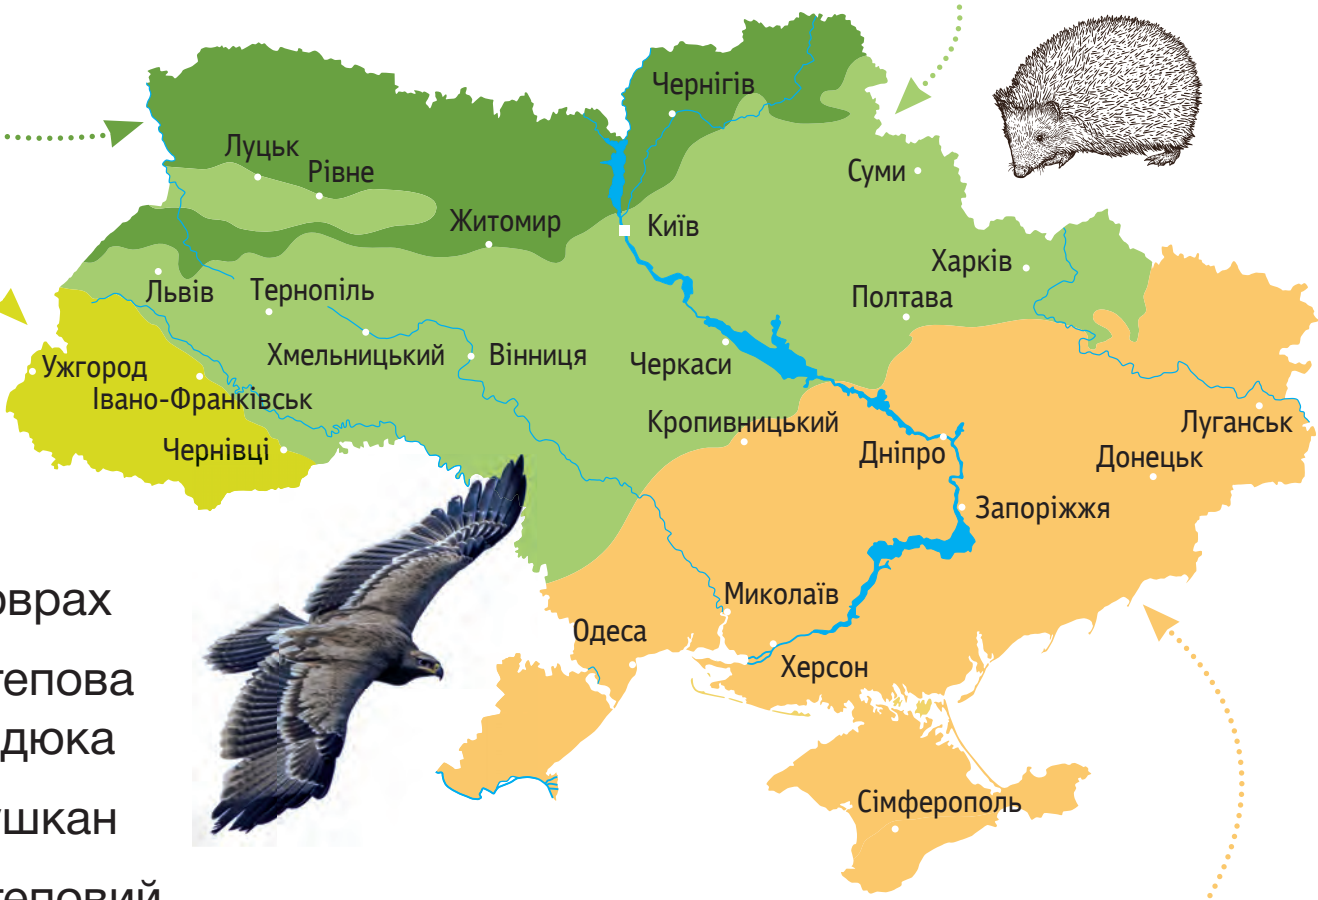 Чернігів
Луцьк
Рівне
Суми
Житомир
Київ
Харків
Львів
Тернопіль
Полтава
Хмельницький
Вінниця
Черкаси
Ужгород
Івано-Франківськ
Кропивницький
Луганськ
Чернівці
Дніпро
Донецьк
Запоріжжя
Миколаїв
Одеса
Херсон
Сімферополь
оврах
тепова
дюка
ушкан
теповий